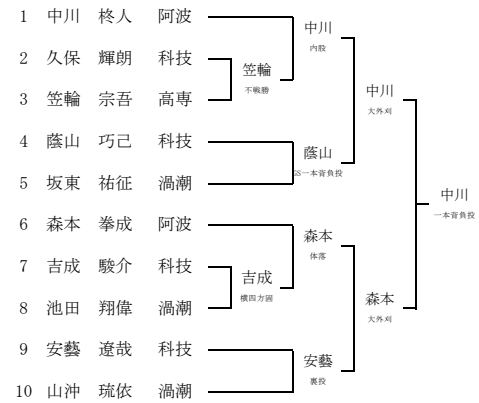 1 中川 柊人 阿波
2 久保 輝朗 科技
3 笠輪 宗吾 高専
4 蔭山 巧己 科技
5 坂東 祐征 渦潮
6 森本 拳成 阿波
7 吉成 駿介 科技
8 池田 翔偉 渦潮
9 安藝 遼哉 科技
10 山沖 琉依 渦潮
笠輪
不戦勝
吉成
横四方固
中川
内股
蔭山
GS一本背負投
森本
体落
安藝
裏投
中川
大外刈
森本
大外刈
中川
一本背負投